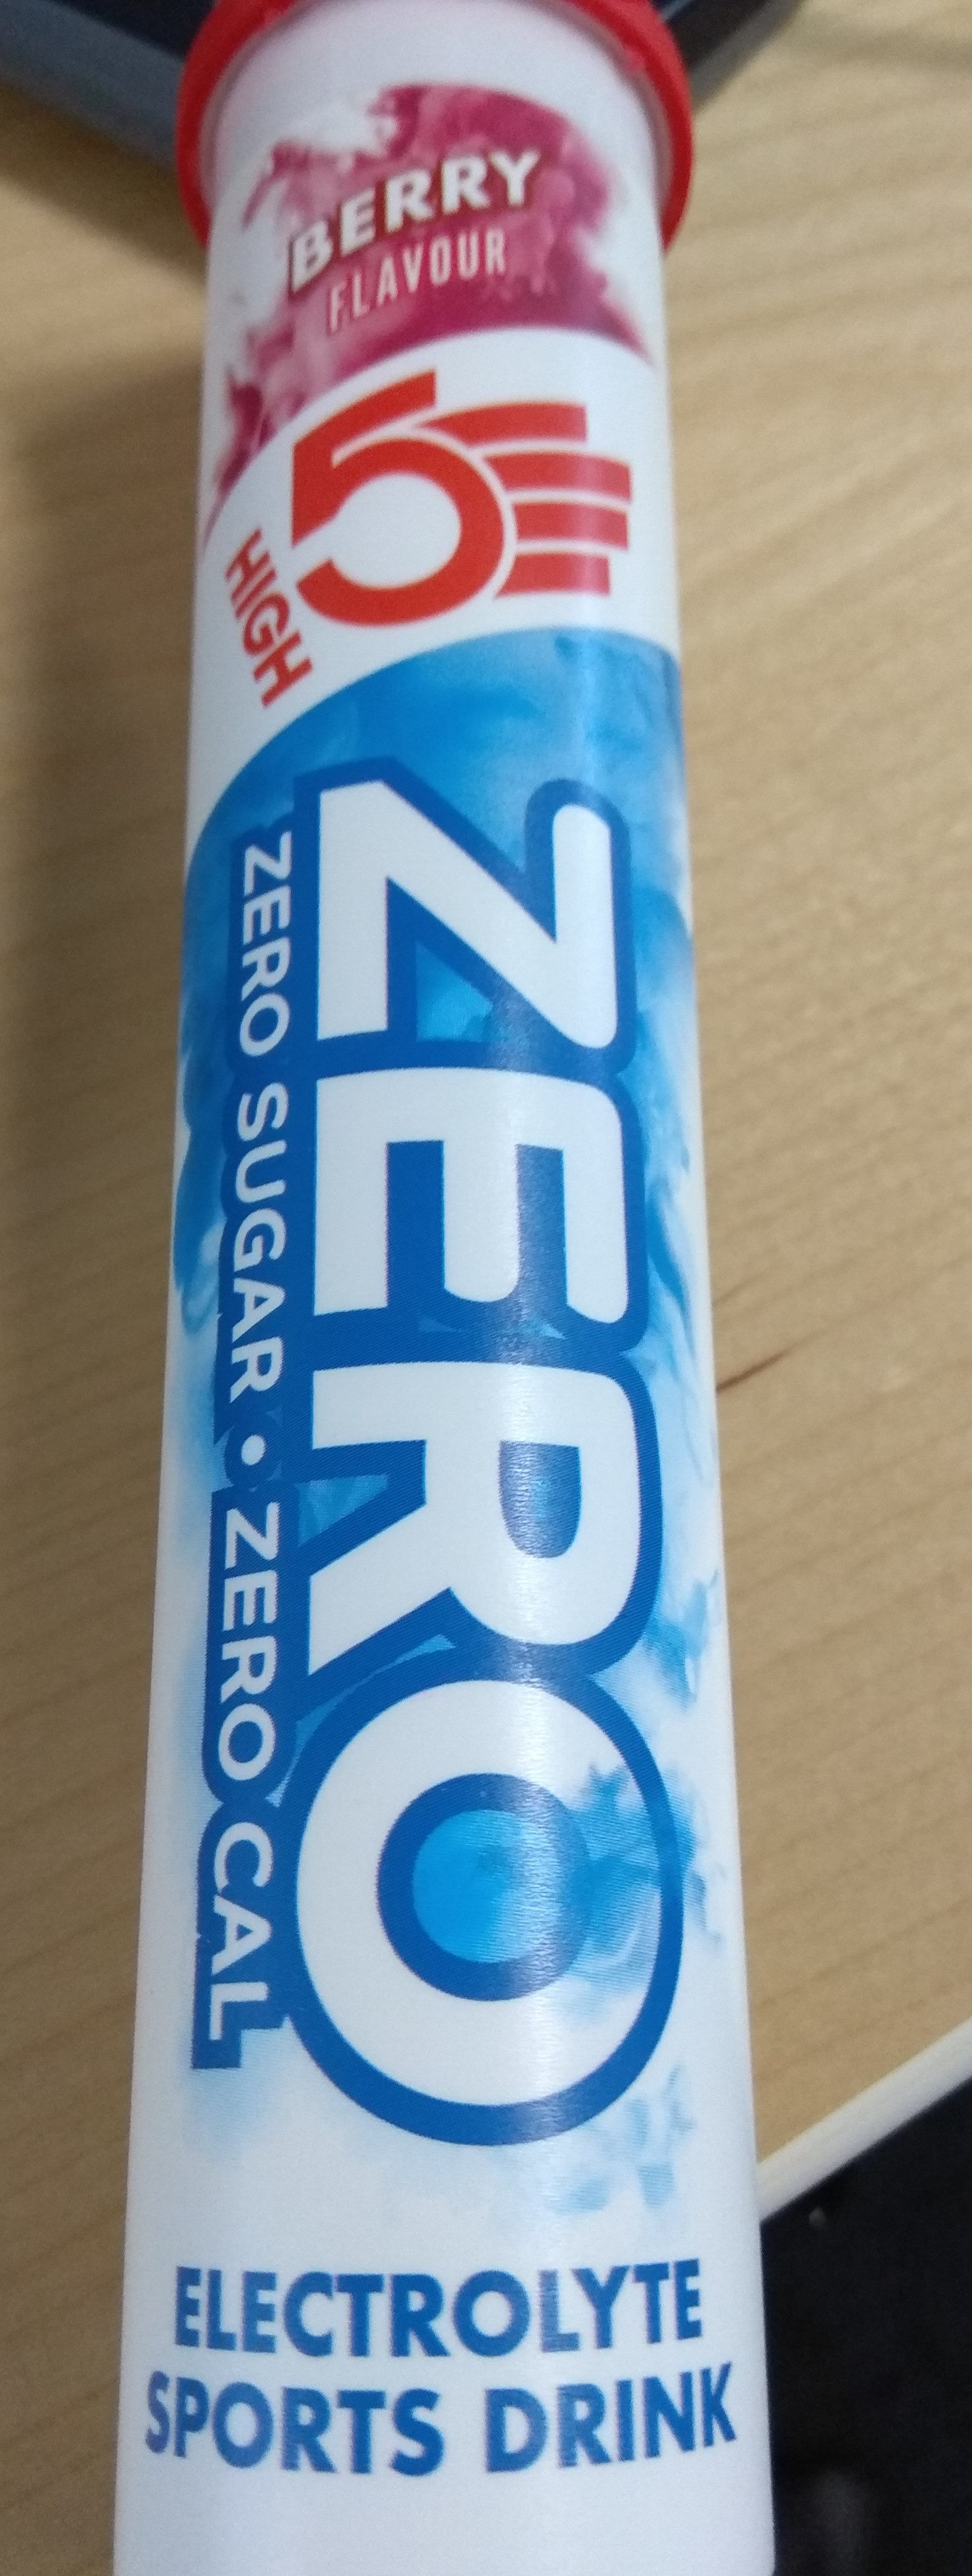 BERRY
FLAVOUR
HIGH
5
ZERO
ZERO SUGAR • ZERO CAL
ELECTROLYTE
SPORTS DRINK